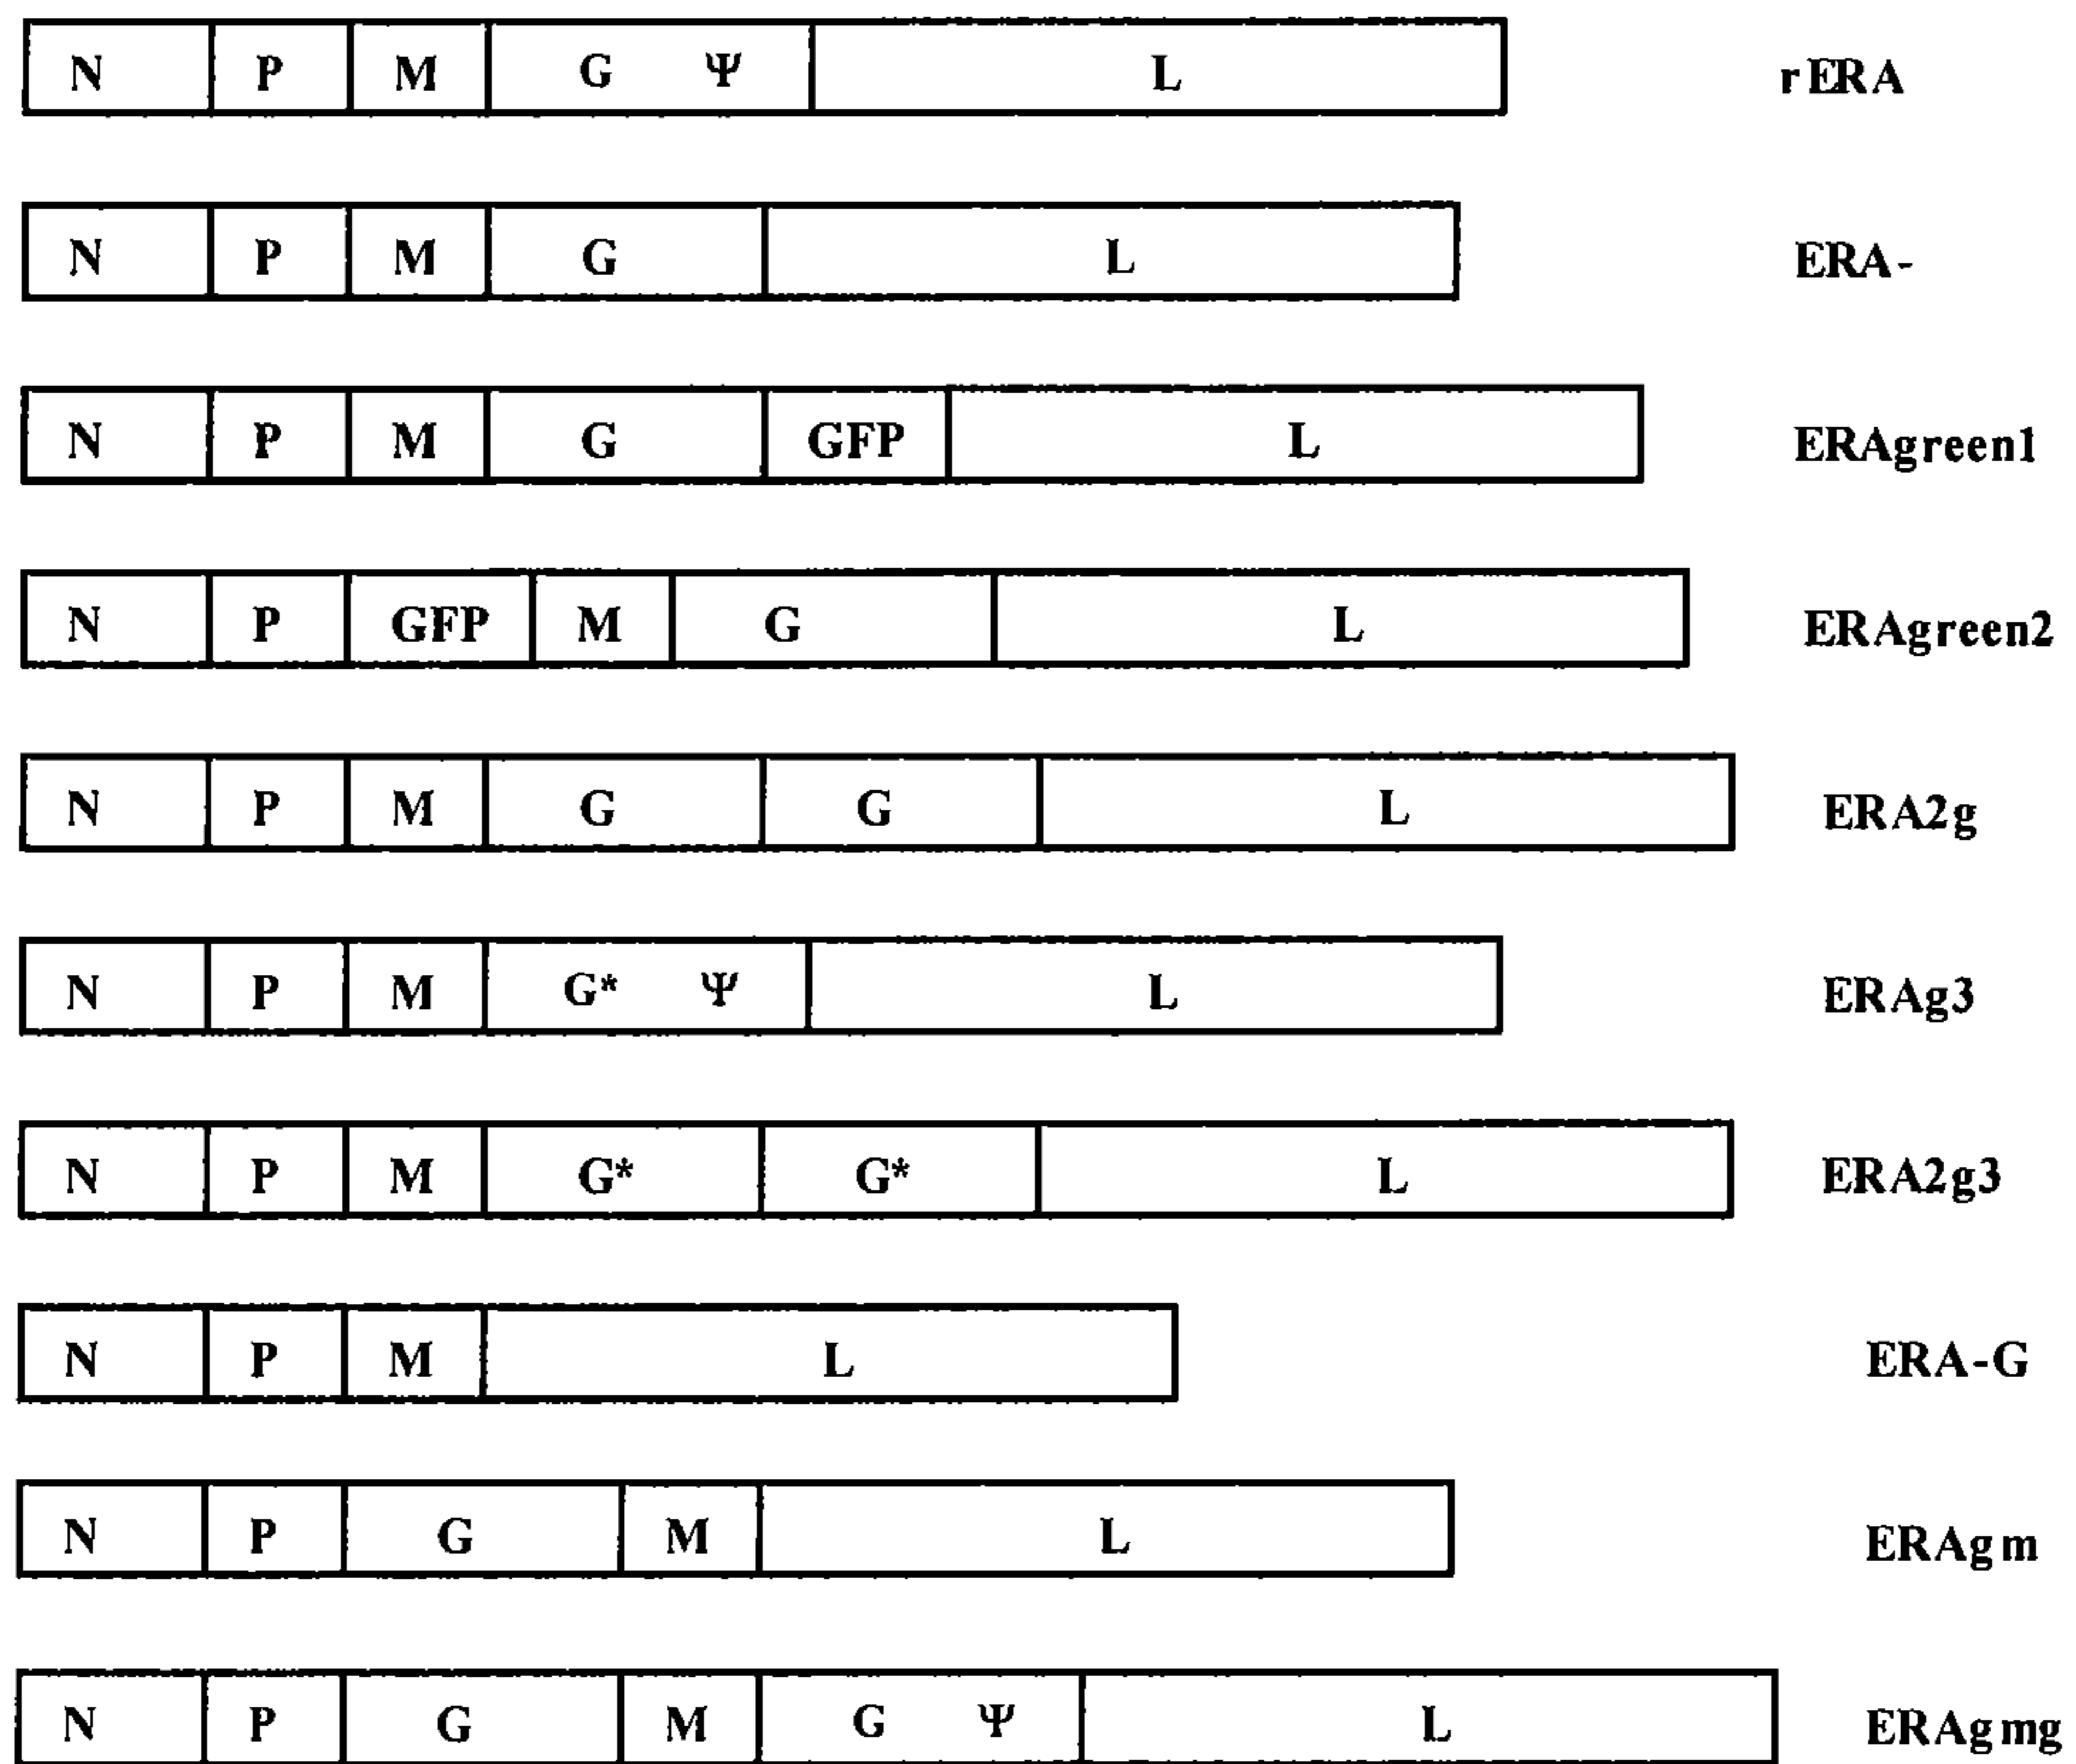 N P M G Ψ L rERA
N P M G L ERA-
N P M G GFP L ERAgreen1
N P GFP M G L ERAgreen2
N P M G G L ERA2g
N P M G* Ψ L ERAg3
N P M G* G* L ERA2g3
N P M L ERA-G
N P G M L ERAgm
N P G M G Ψ L ERAgmg